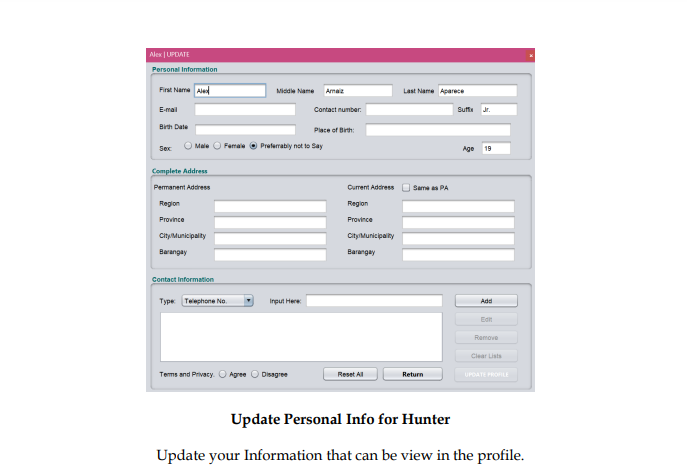 Alex | UPDATE
Personal Information
First Name Alex Middle Name Arnaiz Last Name Aparece
E-mail Contact number: Suffix Jr.
Birth Date Place of Birth:
Sex: Male Female Preferrably not to Say Age 19
Complete Address
Permanent Address Current Address Same as PA
Region Region
Province Province
City/Municipality City/Municipality
Barangay Barangay
Contact Information
Type: Telephone No. Input Here: Add
Edit
Remove
Clear Lists
Terms and Privacy. Agree Disagree Reset All Return UPDATE PROFILE
Update Personal Info for Hunter
Update your Information that can be view in the profile.